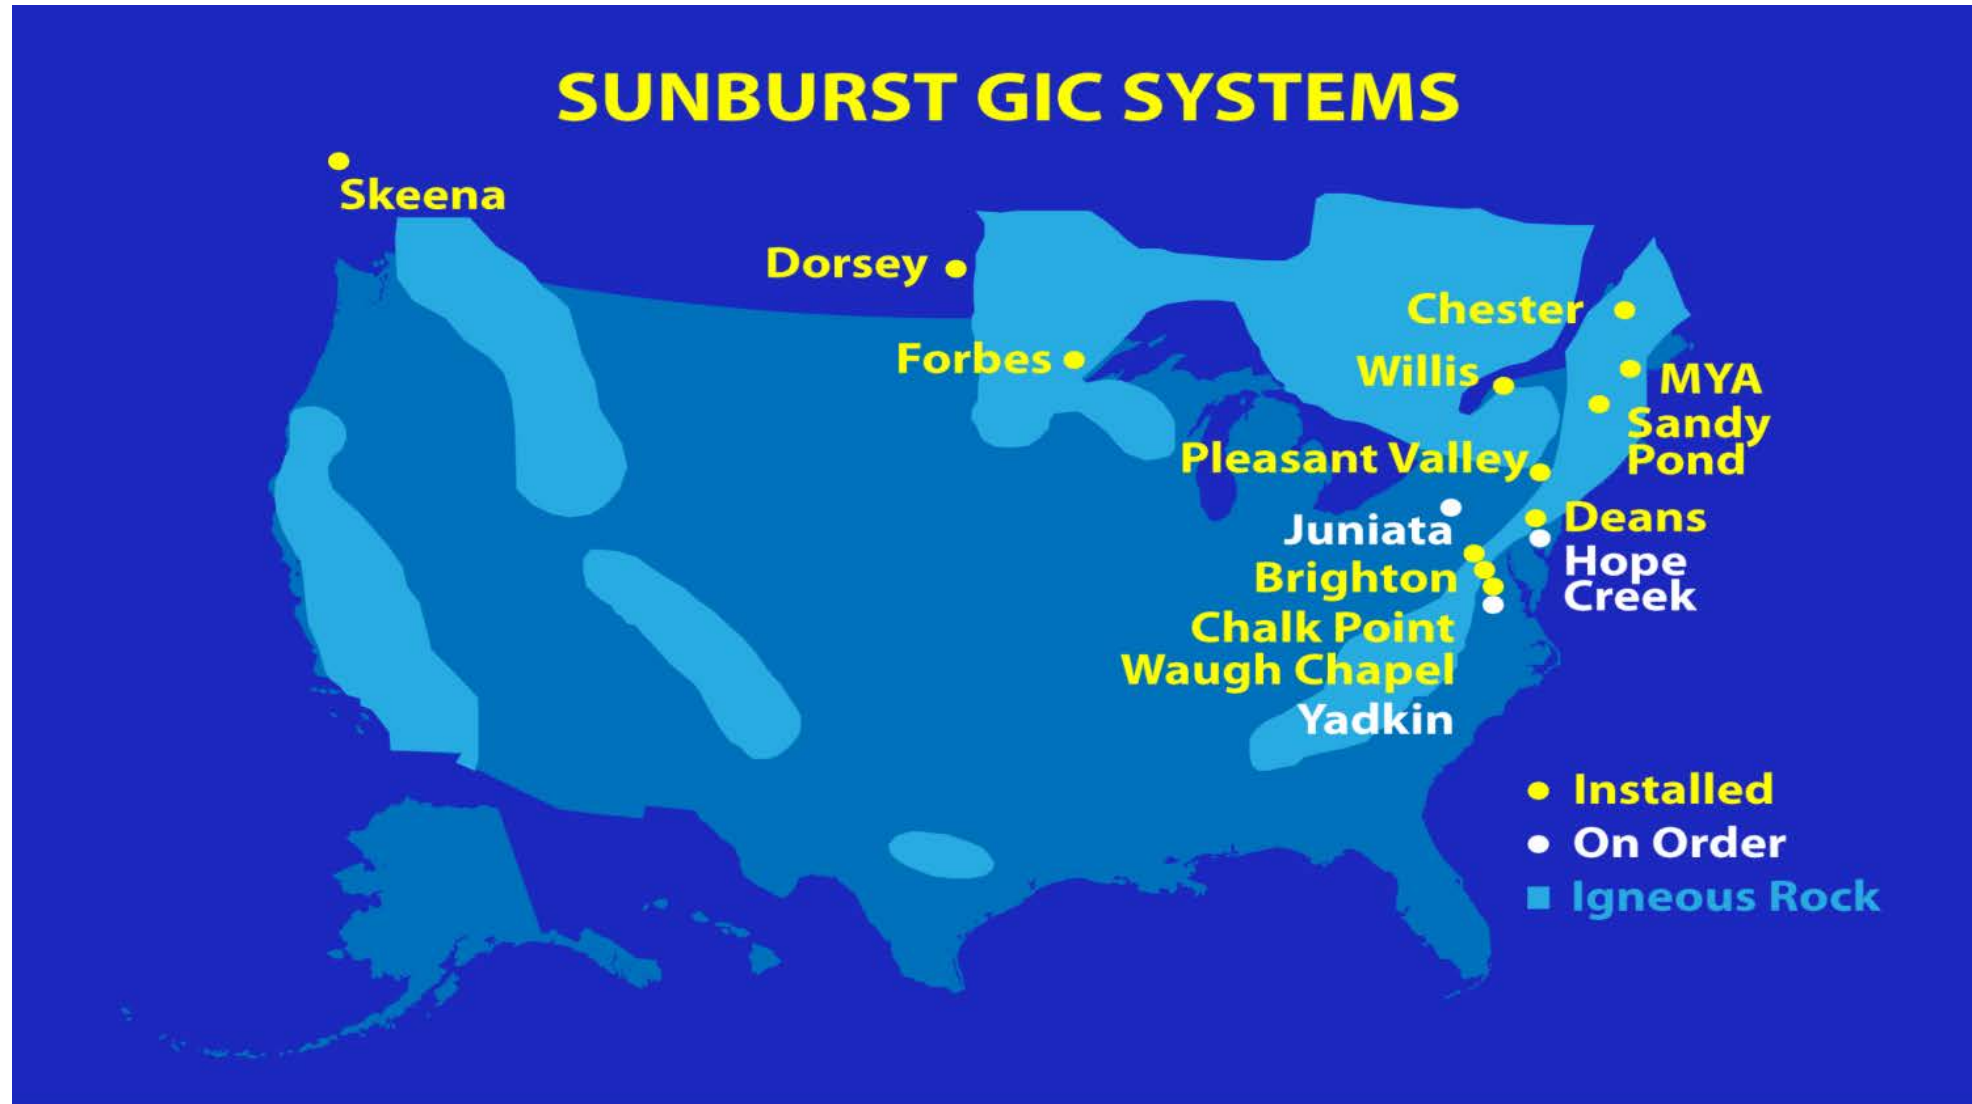 SUNBURST GIC SYSTEMS
Skeena
Dorsey
Chester
Forbes
Willis
MYA
Sandy
Pond
Pleasant Valley
Deans
Juniata
Hope
Creek
Brighton
Chalk Point
Waugh Chapel
Yadkin
Installed
On Order
Igneous Rock